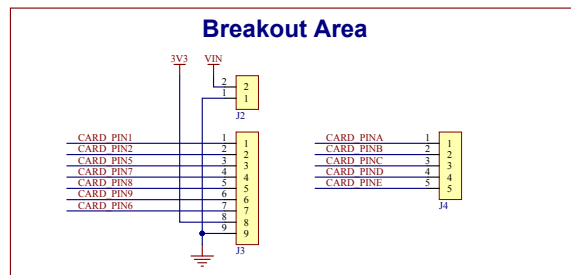 Breakout Area
3V3 VIN
2 2
1 1
J2
CARD_PIN1 1 1
CARD_PIN2 2 2
CARD_PIN5 3 3
CARD_PIN7 4 4
CARD_PIN8 5 5
CARD_PIN9 6 6
CARD_PIN6 7 7
8 8
9 9
J3
CARD_PINA 1 1
CARD_PINB 2 2
CARD_PINC 3 3
CARD_PIND 4 4
CARD_PINE 5 5
J4